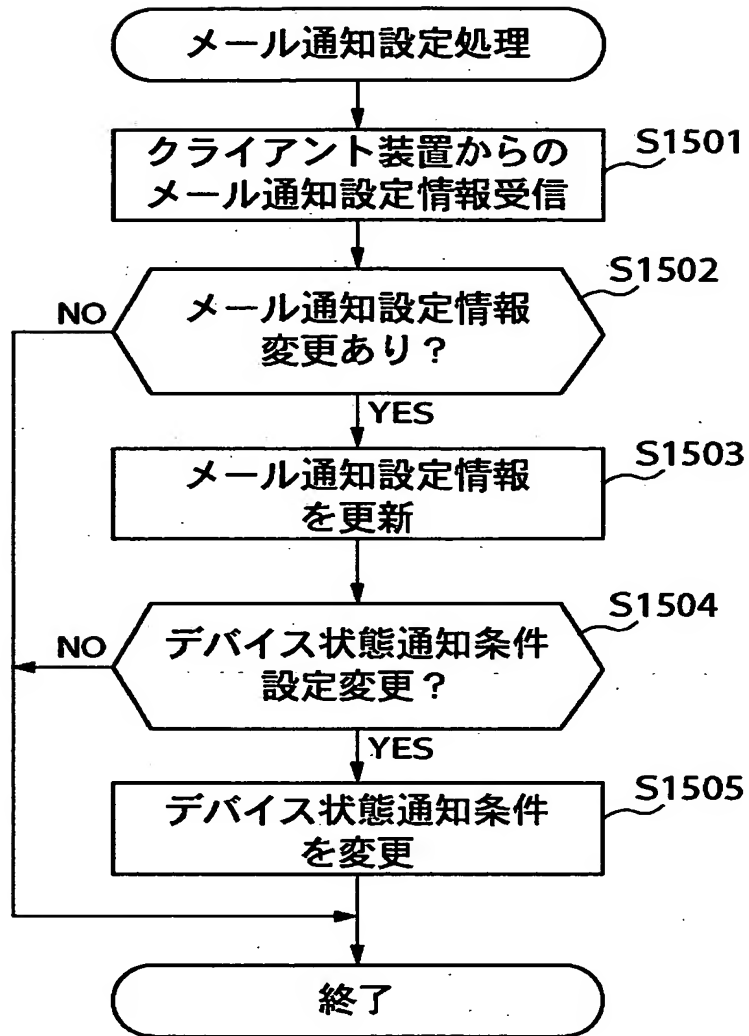 メール通知設定処理
クライアント装置からの
メール通知設定情報受信
S1501
メール通知設定情報
変更あり？
S1502
NO
YES
メール通知設定情報
を更新
S1503
デバイス状態通知条件
設定変更？
S1504
NO
YES
デバイス状態通知条件
を変更
S1505
終了